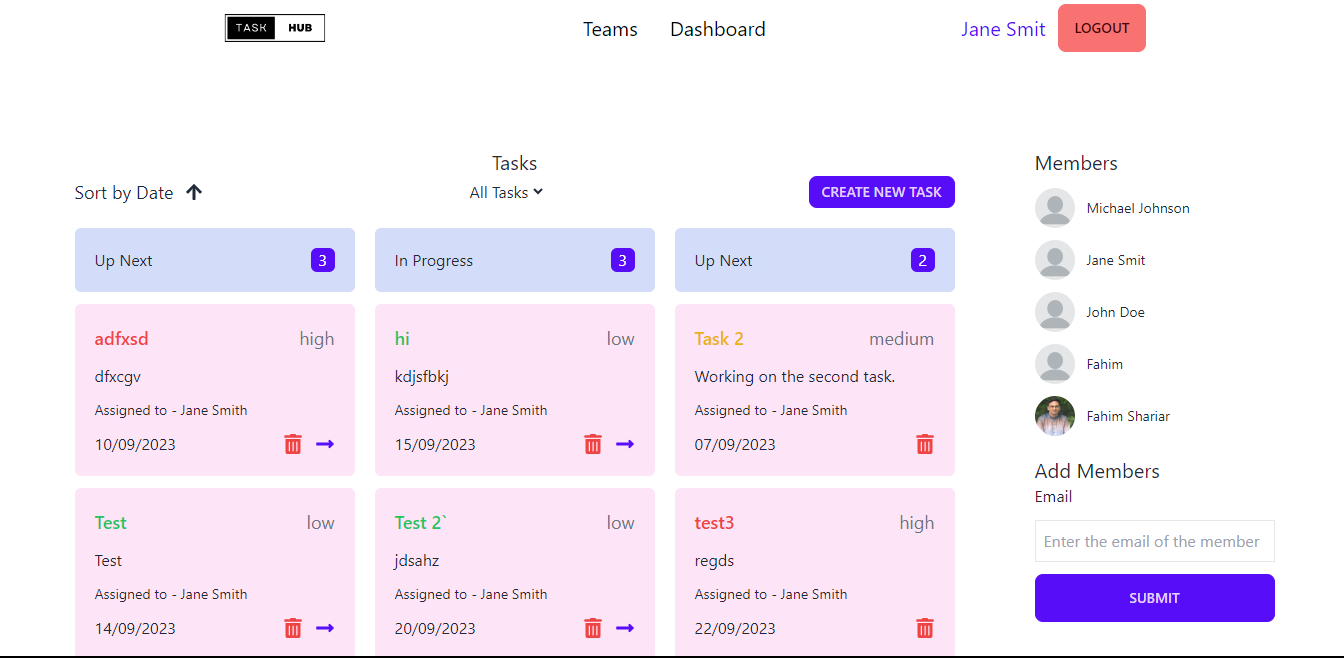 TASK HUB
Teams
Dashboard
Jane Smit
LOGOUT
Tasks
Sort by Date
All Tasks
CREATE NEW TASK
Up Next 3
adfxsd high
dfxcgv
Assigned to - Jane Smith
10/09/2023
Test low
Test
Assigned to - Jane Smith
14/09/2023
In Progress 3
hi low
kdjsfbkj
Assigned to - Jane Smith
15/09/2023
Test 2` low
jdsahz
Assigned to - Jane Smith
20/09/2023
Up Next 2
Task 2 medium
Working on the second task.
Assigned to - Jane Smith
07/09/2023
test3 high
regds
Assigned to - Jane Smith
22/09/2023
Members
Michael Johnson
Jane Smit
John Doe
Fahim
Fahim Shariar
Add Members
Email
Enter the email of the member
SUBMIT